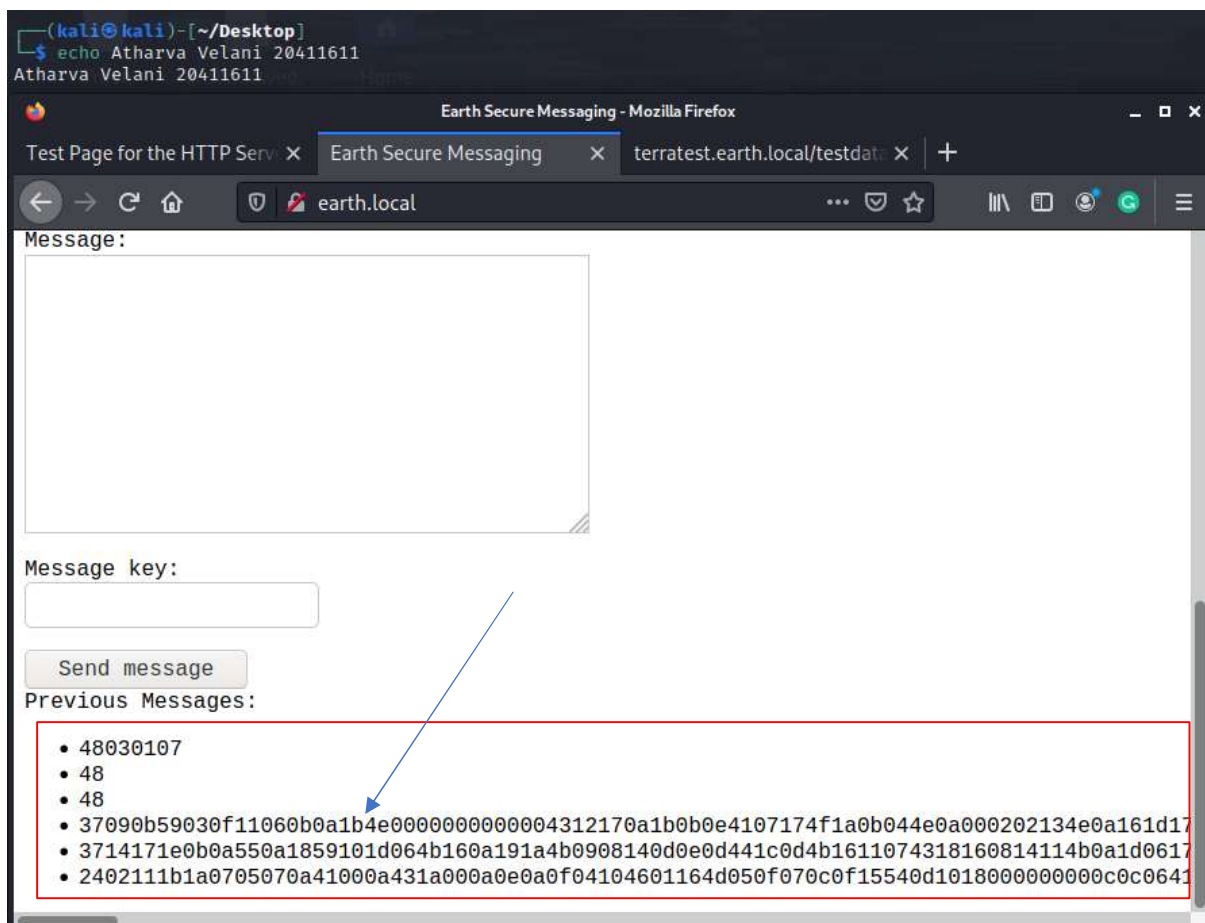 (kali㉿kali)-[~/Desktop]
$ echo Atharva Velani 20411611
Atharva Velani 20411611
Earth Secure Messaging - Mozilla Firefox
Test Page for the HTTP Serv Earth Secure Messaging terratest.earth.local/testdata
earth.local
Message:
Message key:
Send message
Previous Messages:
• 48030107
• 48
• 48
• 37090b59030f11060b0a1b4e0000000000004312170a1b0b0e4107174f1a0b044e0a000202134e0a161d17
• 3714171e0b0a550a1859101d064b160a191a4b0908140d0e0d441c0d4b1611074318160814114b0a1d0617
• 2402111b1a0705070a41000a431a000a0e0a0f04104601164d050f070c0f15540d1018000000000c0c0641